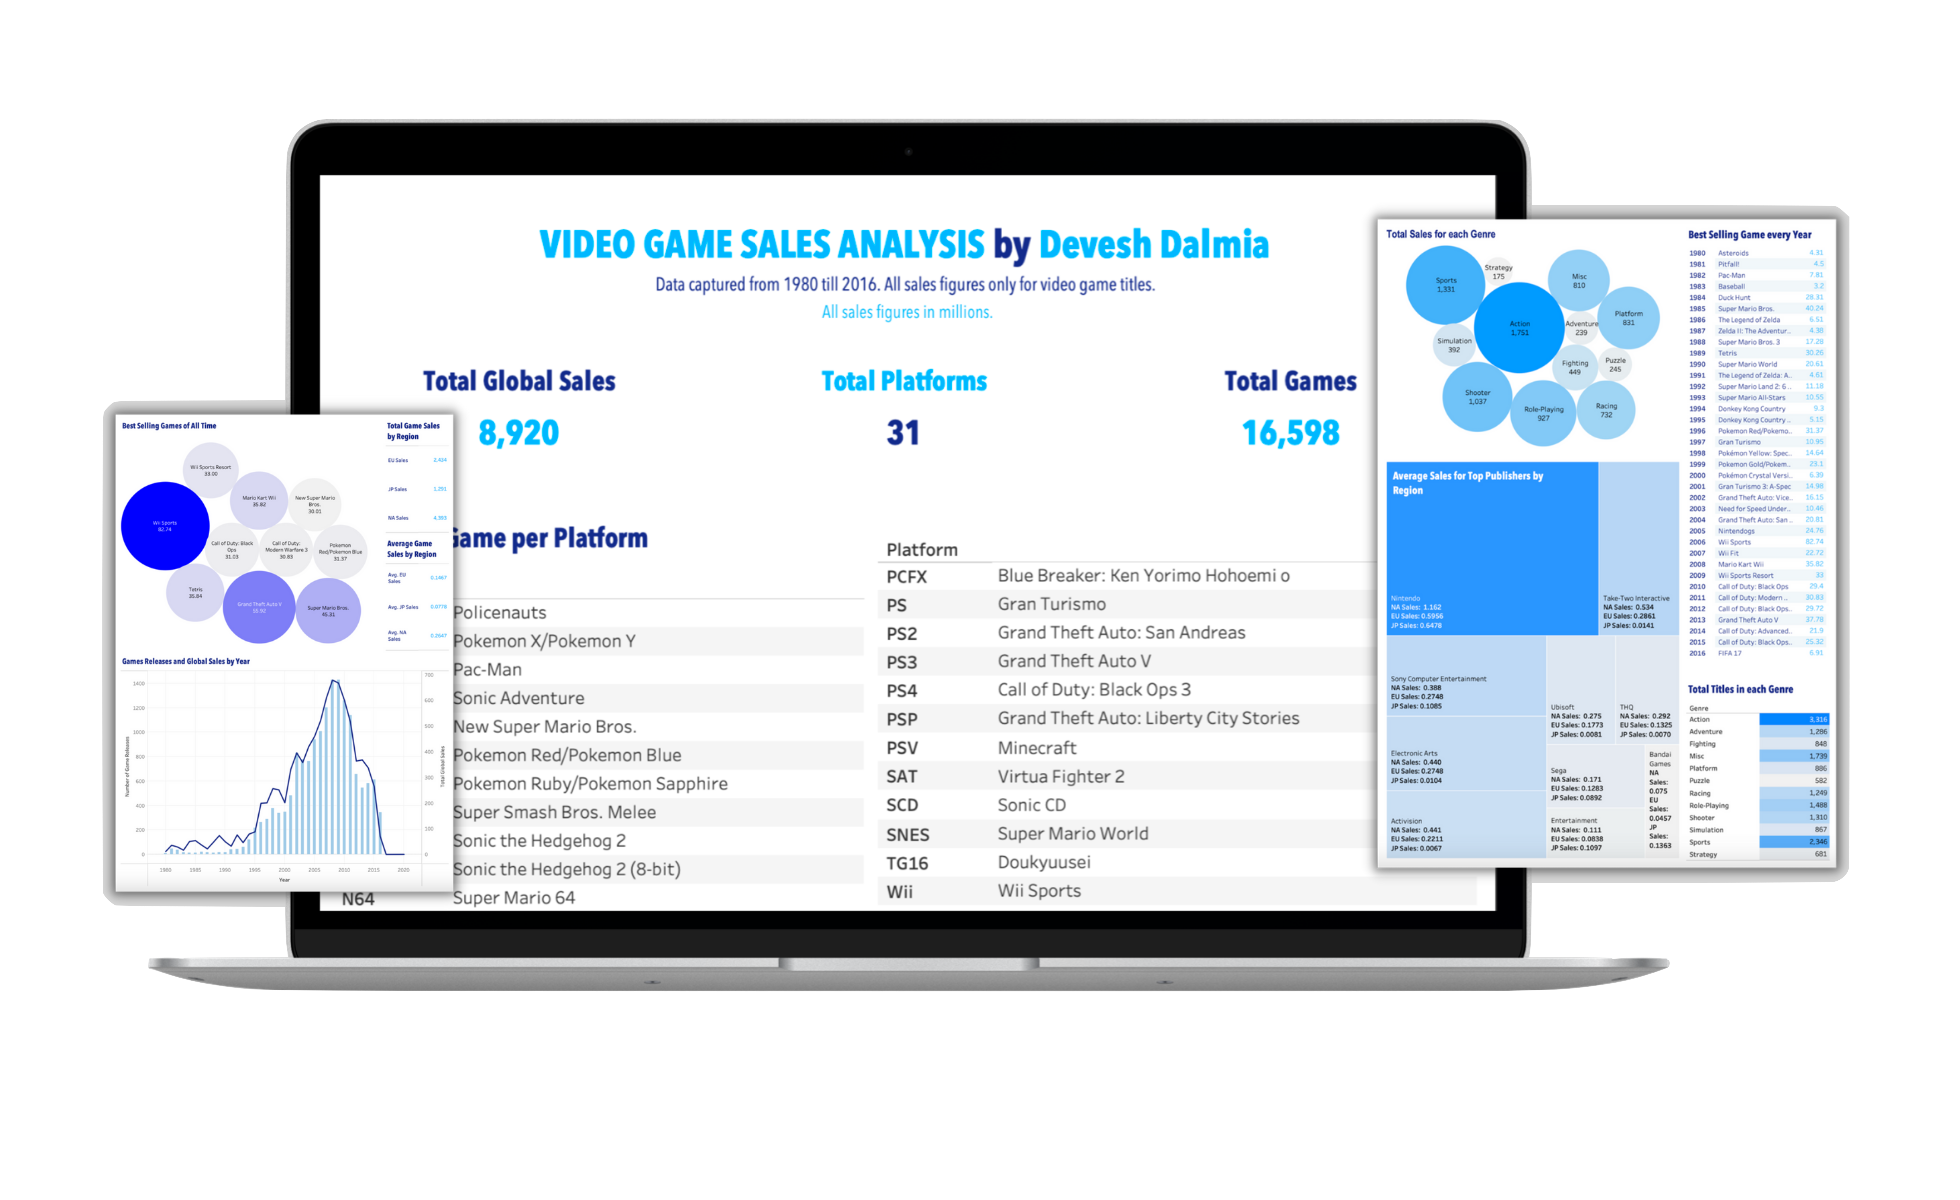 VIDEO GAME SALES ANALYSIS by Devesh Dalmia
Data captured from 1980 till 2016. All sales figures only for video game titles.
All sales figures in millions.
Total Global Sales
8,920
Total Platforms
31
Total Games
16,598
Game per Platform
Policenauts
Pokemon X/Pokemon Y
Pac-Man
Sonic Adventure
New Super Mario Bros.
Pokemon Red/Pokemon Blue
Pokemon Ruby/Pokemon Sapphire
Super Smash Bros. Melee
Sonic the Hedgehog 2
Sonic the Hedgehog 2 (8-bit)
N64 Super Mario 64
Platform
PCFX Blue Breaker: Ken Yorimo Hohoemi o
PS Gran Turismo
PS2 Grand Theft Auto: San Andreas
PS3 Grand Theft Auto V
PS4 Call of Duty: Black Ops 3
PSP Grand Theft Auto: Liberty City Stories
PSV Minecraft
SAT Virtua Fighter 2
SCD Sonic CD
SNES Super Mario World
TG16 Doukyuusei
Wii Wii Sports
Best Selling Games of All Time
Wii Sports Resort
33.00
Mario Kart Wii
35.82
New Super Mario
Bros.
30.01
Wii Sports
82.74
Call of Duty: Black
Ops
31.03
Call of Duty:
Modern Warfare 3
30.83
Pokemon
Red/Pokemon Blue
31.37
Tetris
35.84
Grand Theft Auto V
55.92
Super Mario Bros.
45.31
Total Game Sales
by Region
EU Sales 2,434
JP Sales 1,291
NA Sales 4,393
Average Game
Sales by Region
Avg. EU
Sales 0.1467
Avg. JP Sales 0.0778
Avg. NA
Sales 0.2647
Games Releases and Global Sales by Year
Number of Game Releases
1400
1200
1000
800
600
400
200
0
700
600
500
400
300
200
100
0
Total Global Sales
1980 1985 1990 1995 2000 2005 2010 2015 2020
Year
Total Sales for each Genre
Sports
1,331
Strategy
175
Misc
810
Action
1,751
Adventure
239
Platform
831
Simulation
392
Fighting
449
Puzzle
245
Shooter
1,037
Role-Playing
927
Racing
732
Average Sales for Top Publishers by
Region
Nintendo
NA Sales: 1.162
EU Sales: 0.5956
JP Sales: 0.6478
Take-Two Interactive
NA Sales: 0.534
EU Sales: 0.2861
JP Sales: 0.0141
Sony Computer Entertainment
NA Sales: 0.388
EU Sales: 0.2748
JP Sales: 0.1085
Electronic Arts
NA Sales: 0.440
EU Sales: 0.2748
JP Sales: 0.0104
Activision
NA Sales: 0.441
EU Sales: 0.2211
JP Sales: 0.0067
Ubisoft
NA Sales: 0.275
EU Sales: 0.1773
JP Sales: 0.0081
THQ
NA Sales: 0.292
EU Sales: 0.1325
JP Sales: 0.0070
Sega
NA Sales: 0.171
EU Sales: 0.1283
JP Sales: 0.0892
Entertainment
NA Sales: 0.111
EU Sales: 0.0838
JP Sales: 0.1097
Bandai
Games
NA
Sales:
0.075
EU
Sales:
0.0457
JP
Sales:
0.1363
Best Selling Game every Year
1980 Asteroids 4.31
1981 Pitfall! 4.5
1982 Pac-Man 7.81
1983 Baseball 3.2
1984 Duck Hunt 28.31
1985 Super Mario Bros. 40.24
1986 The Legend of Zelda 6.51
1987 Zelda II: The Adventur.. 4.38
1988 Super Mario Bros. 3 17.28
1989 Tetris 30.26
1990 Super Mario World 20.61
1991 The Legend of Zelda: A.. 4.61
1992 Super Mario Land 2: 6 .. 11.18
1993 Super Mario All-Stars 10.55
1994 Donkey Kong Country 9.3
1995 Donkey Kong Country .. 5.15
1996 Pokemon Red/Pokemo.. 31.37
1997 Gran Turismo 10.95
1998 Pokémon Yellow: Spec.. 14.64
1999 Pokemon Gold/Pokem.. 23.1
2000 Pokémon Crystal Versi.. 6.39
2001 Gran Turismo 3: A-Spec 14.98
2002 Grand Theft Auto: Vice.. 16.15
2003 Need for Speed Under.. 10.46
2004 Grand Theft Auto: San .. 20.81
2005 Nintendogs 24.76
2006 Wii Sports 82.74
2007 Wii Fit 22.72
2008 Mario Kart Wii 35.82
2009 Wii Sports Resort 33
2010 Call of Duty: Black Ops 29.4
2011 Call of Duty: Modern .. 30.83
2012 Call of Duty: Black Ops.. 29.72
2013 Grand Theft Auto V 37.78
2014 Call of Duty: Advanced.. 21.9
2015 Call of Duty: Black Ops.. 25.32
2016 FIFA 17 6.91
Total Titles in each Genre
Genre
Action 3,316
Adventure 1,286
Fighting 848
Misc 1,739
Platform 886
Puzzle 582
Racing 1,249
Role-Playing 1,488
Shooter 1,310
Simulation 867
Sports 2,346
Strategy 681